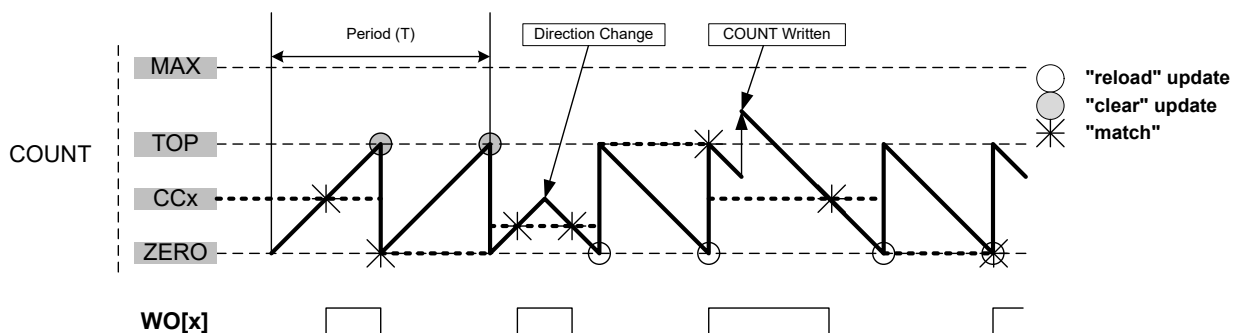 Period (T)
Direction Change
COUNT Written
MAX
"reload" update
"clear" update
TOP
"match"
COUNT
CCx
ZERO
WO[x]